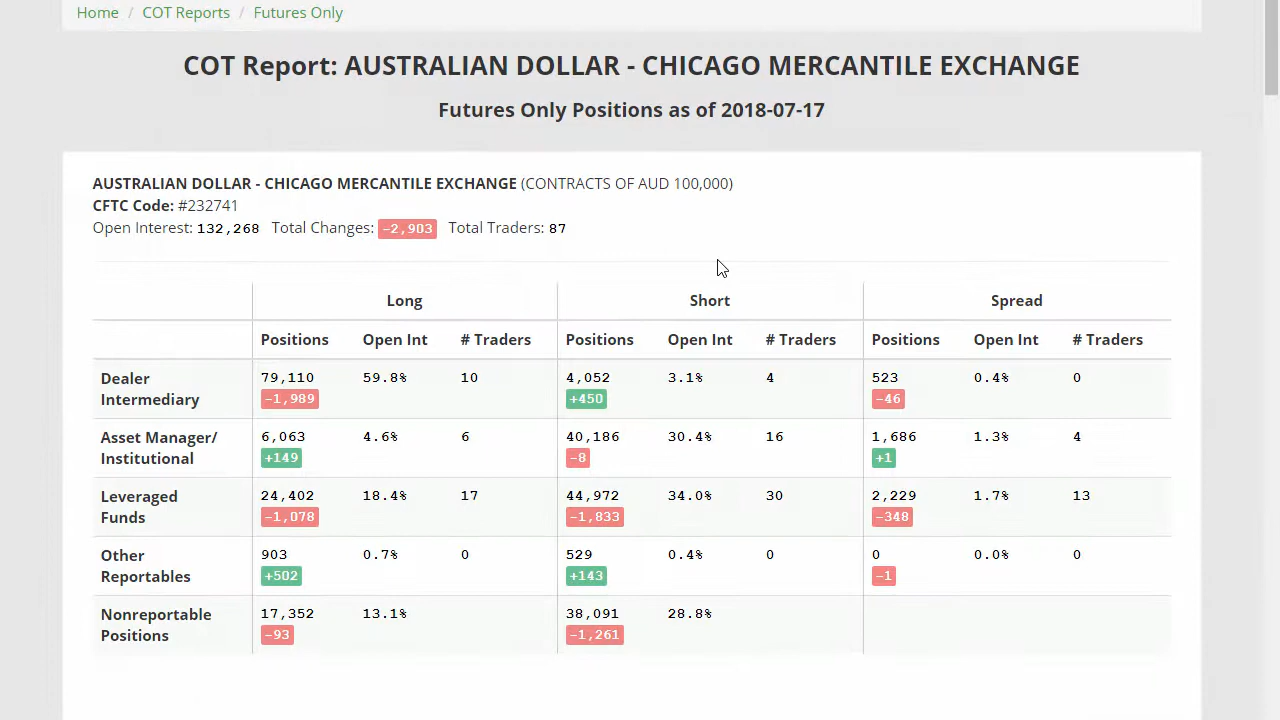 Home / COT Reports / Futures Only
COT Report: AUSTRALIAN DOLLAR - CHICAGO MERCANTILE EXCHANGE
Futures Only Positions as of 2018-07-17
AUSTRALIAN DOLLAR - CHICAGO MERCANTILE EXCHANGE (CONTRACTS OF AUD 100,000)
CFTC Code: #232741
Open Interest: 132,268 Total Changes: -2,903 Total Traders: 87
Long Short Spread
Positions Open Int # Traders Positions Open Int # Traders Positions Open Int # Traders
Dealer 79,110 59.8% 10 4,052 3.1% 4 523 0.4% 0
Intermediary -1,989 +450 -46
Asset Manager/ 6,063 4.6% 6 40,186 30.4% 16 1,686 1.3% 4
Institutional +149 -8 +1
Leveraged 24,402 18.4% 17 44,972 34.0% 30 2,229 1.7% 13
Funds -1,078 -1,833 -348
Other 903 0.7% 0 529 0.4% 0 0 0.0% 0
Reportables +502 +143 -1
Nonreportable 17,352 13.1% 38,091 28.8%
Positions -93 -1,261